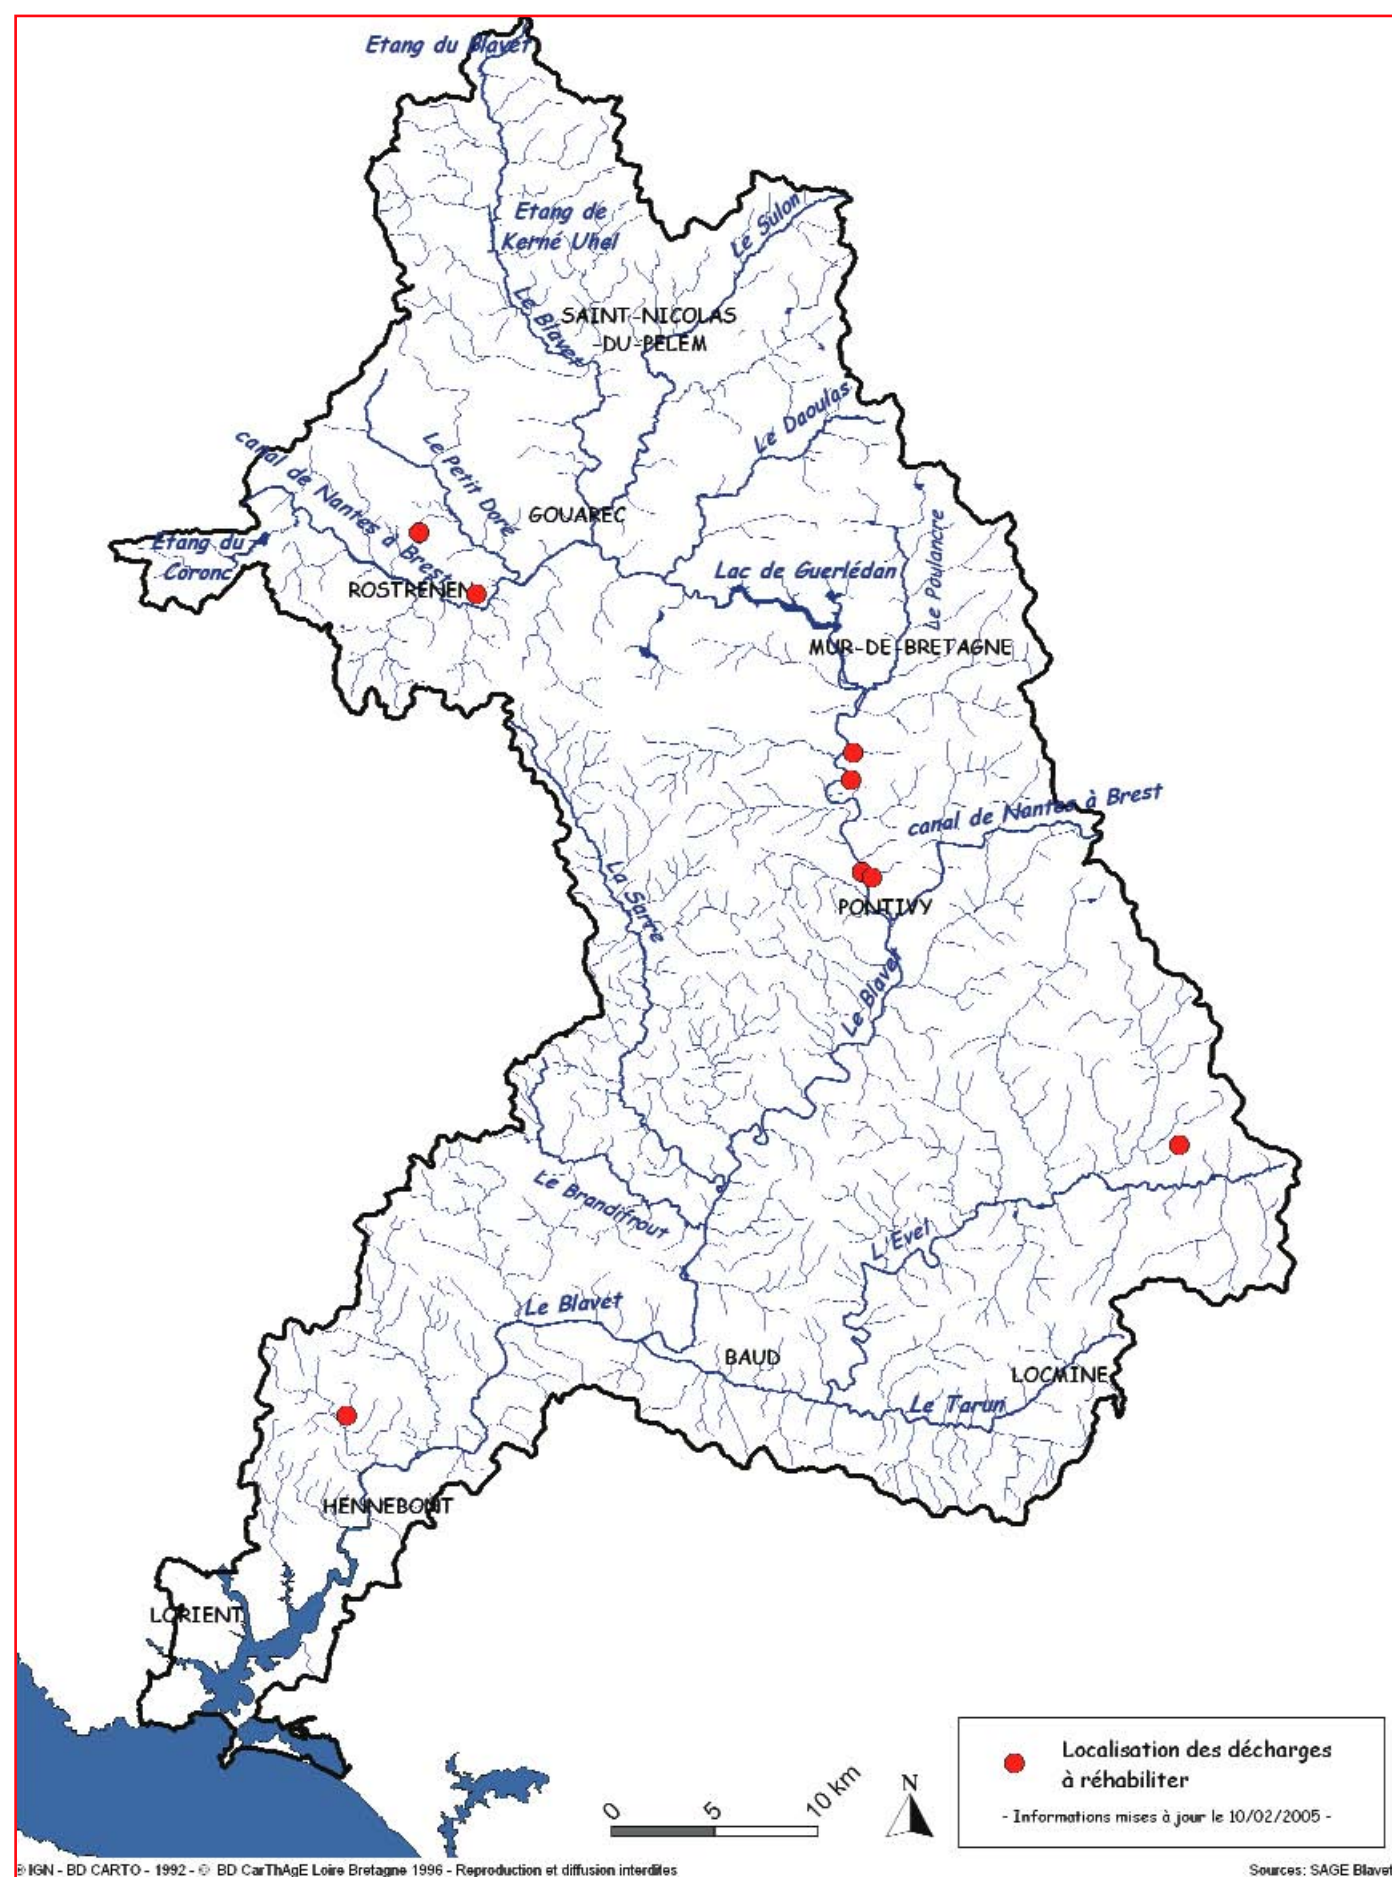 Etang du Blavet
Etang de
Kerné Uhel
Le Sulon
Le Blavet
SAINT-NICOLAS
-DU-PELEM
Le Daoulas
canal de Nantes à Brest
Le Petit Doré
GOUAREC
Le Poulancre
Etang du
Coronc
Lac de Guerlédan
ROSTRENEN
MUR-DE-BRETAGNE
canal de Nantes à Brest
La Sarre
PONTIVY
Le Blavet
Le Brandifrout
L'Evel
Le Blavet
BAUD
LOCMINE
Le Tarun
HENNEBONT
LORIENT
Localisation des décharges
à réhabiliter
- Informations mises à jour le 10/02/2005 -
0 5 10 km
N
© IGN - BD CARTO - 1992 - © BD CarThAgE Loire Bretagne 1996 - Reproduction et diffusion interdites
Sources: SAGE Blavet